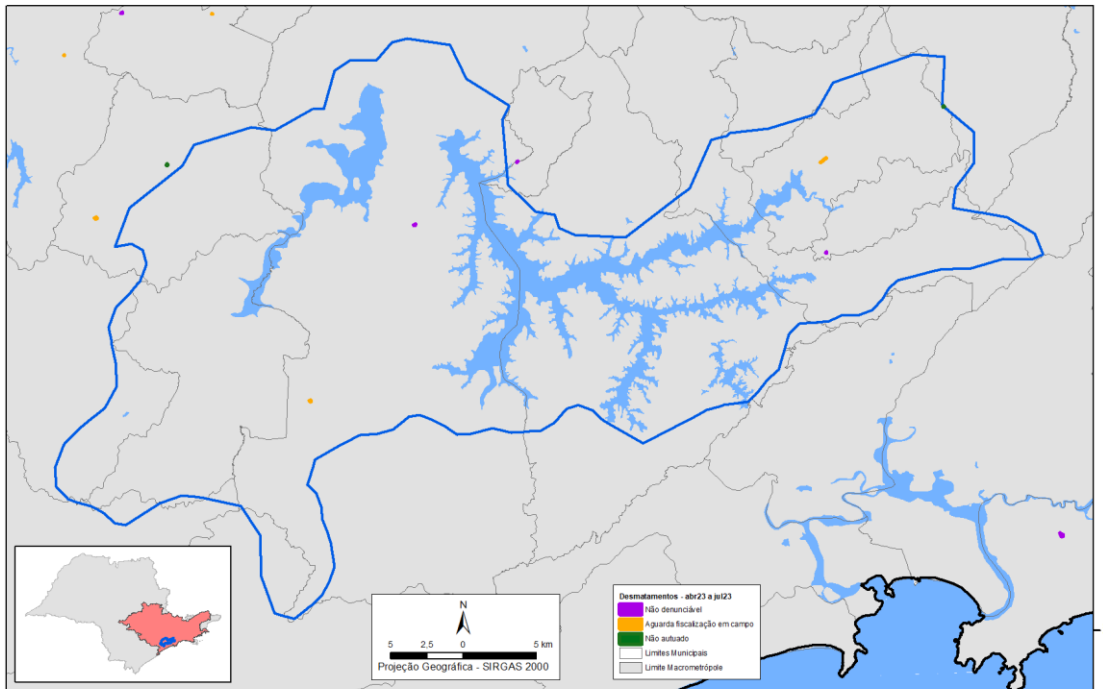 N
5 2,5 0 5 km
Projeção Geográfica - SIRGAS 2000
Desmatamentos - abr23 a jul23
Não denunciável
Aguarda fiscalização em campo
Não autuado
Limites Municipais
Limite Macrometrópole